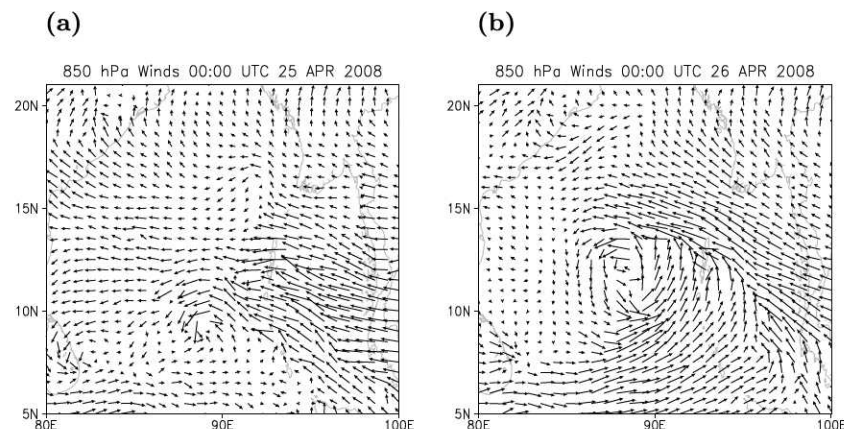 (a)
(b)
850 hPa Winds 00:00 UTC 25 APR 2008
850 hPa Winds 00:00 UTC 26 APR 2008
20N
20N
15N
15N
10N
10N
5N
5N
80E 90E 100E
80E 90E 100E